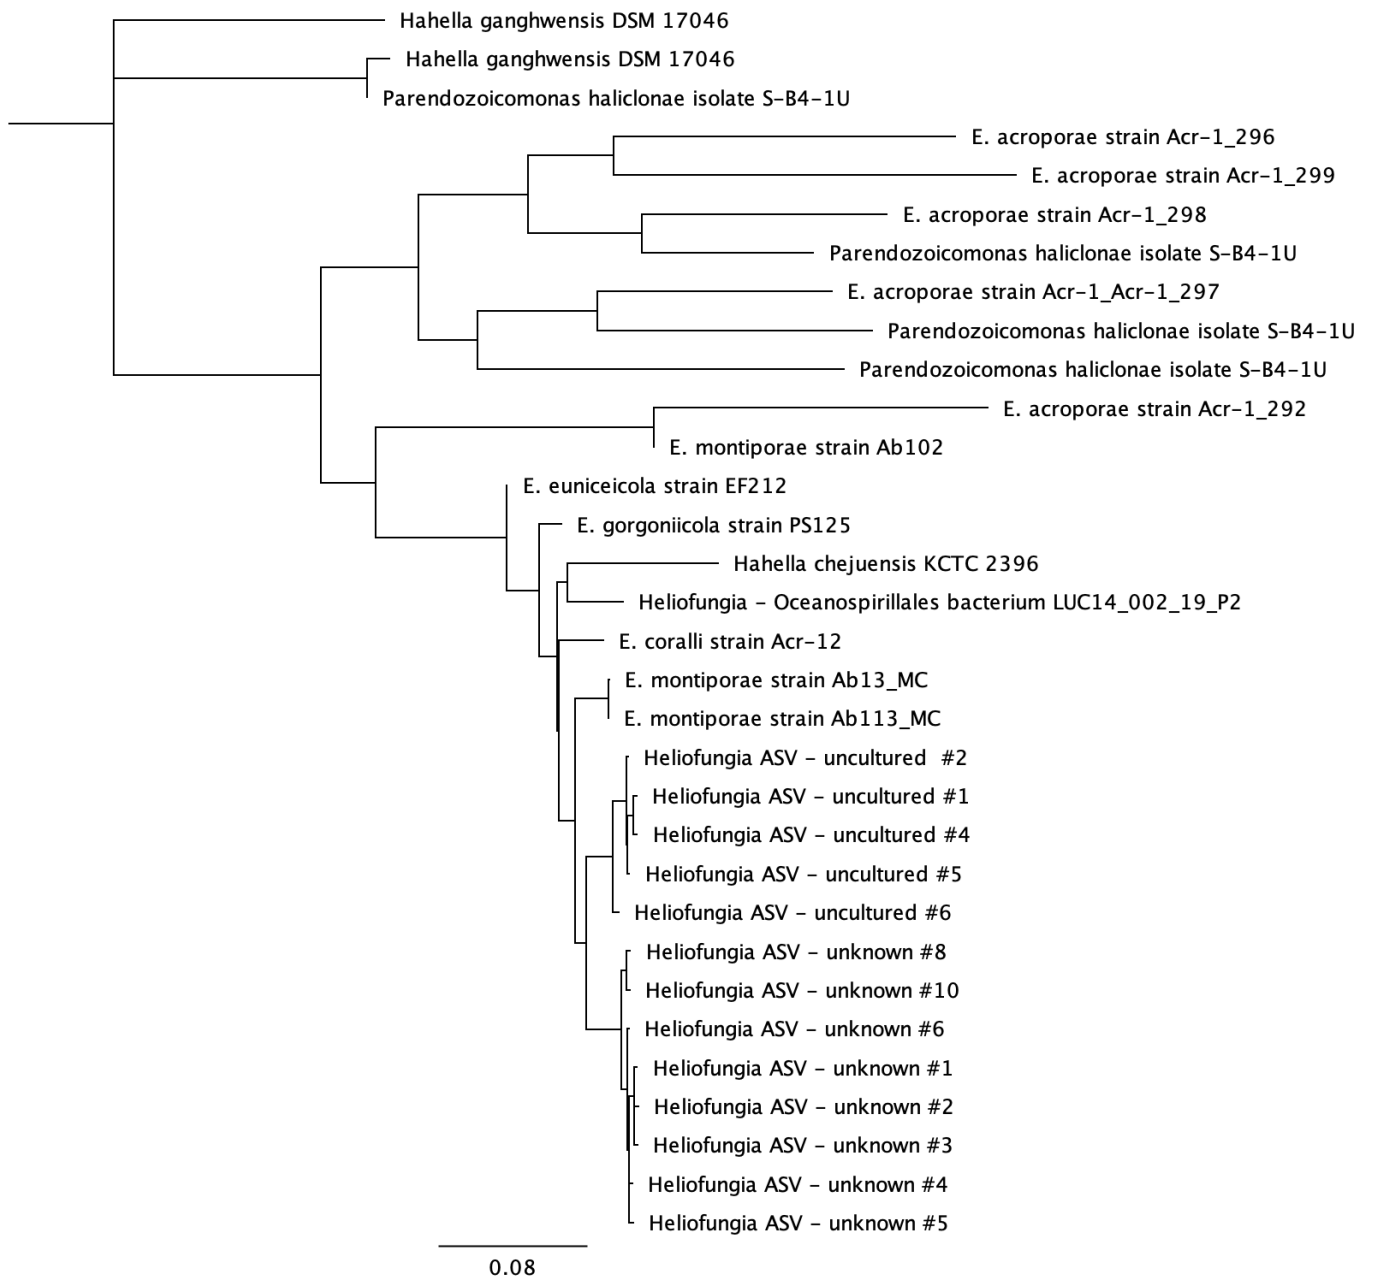 Hahella ganghwensis DSM 17046
Hahella ganghwensis DSM 17046
Parendozoicomonas haliclonae isolate S-B4-1U
E. acroporae strain Acr-1_296
E. acroporae strain Acr-1_299
E. acroporae strain Acr-1_298
Parendozoicomonas haliclonae isolate S-B4-1U
E. acroporae strain Acr-1_Acr-1_297
Parendozoicomonas haliclonae isolate S-B4-1U
Parendozoicomonas haliclonae isolate S-B4-1U
E. acroporae strain Acr-1_292
E. montiporae strain Ab102
E. euniceicola strain EF212
E. gorgoniicola strain PS125
Hahella chejuensis KCTC 2396
Heliofungia - Oceanospirillales bacterium LUC14_002_19_P2
E. coralli strain Acr-12
E. montiporae strain Ab13_MC
E. montiporae strain Ab113_MC
Heliofungia ASV - uncultured  #2
Heliofungia ASV - uncultured #1
Heliofungia ASV - uncultured #4
Heliofungia ASV - uncultured #5
Heliofungia ASV - uncultured #6
Heliofungia ASV - unknown #8
Heliofungia ASV - unknown #10
Heliofungia ASV - unknown #6
Heliofungia ASV - unknown #1
Heliofungia ASV - unknown #2
Heliofungia ASV - unknown #3
Heliofungia ASV - unknown #4
Heliofungia ASV - unknown #5
0.08